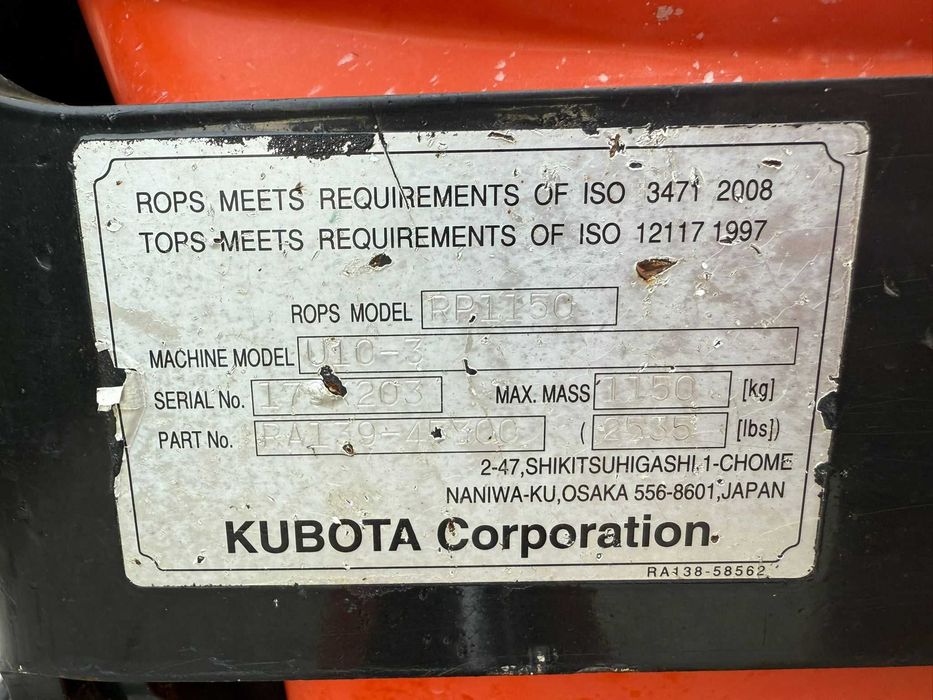 ROPS MEETS REQUIREMENTS OF ISO 3471 2008
TOPS MEETS REQUIREMENTS OF ISO 12117 1997
ROPS MODEL RP1150
MACHINE MODEL U10-3
SERIAL No.
MAX. MASS 1150 [kg]
PART No.
( 2535 [lbs])
2-47,SHIKITSUHIGASHI,1-CHOME
NANIWA-KU,OSAKA 556-8601,JAPAN
KUBOTA Corporation
RA138-58562